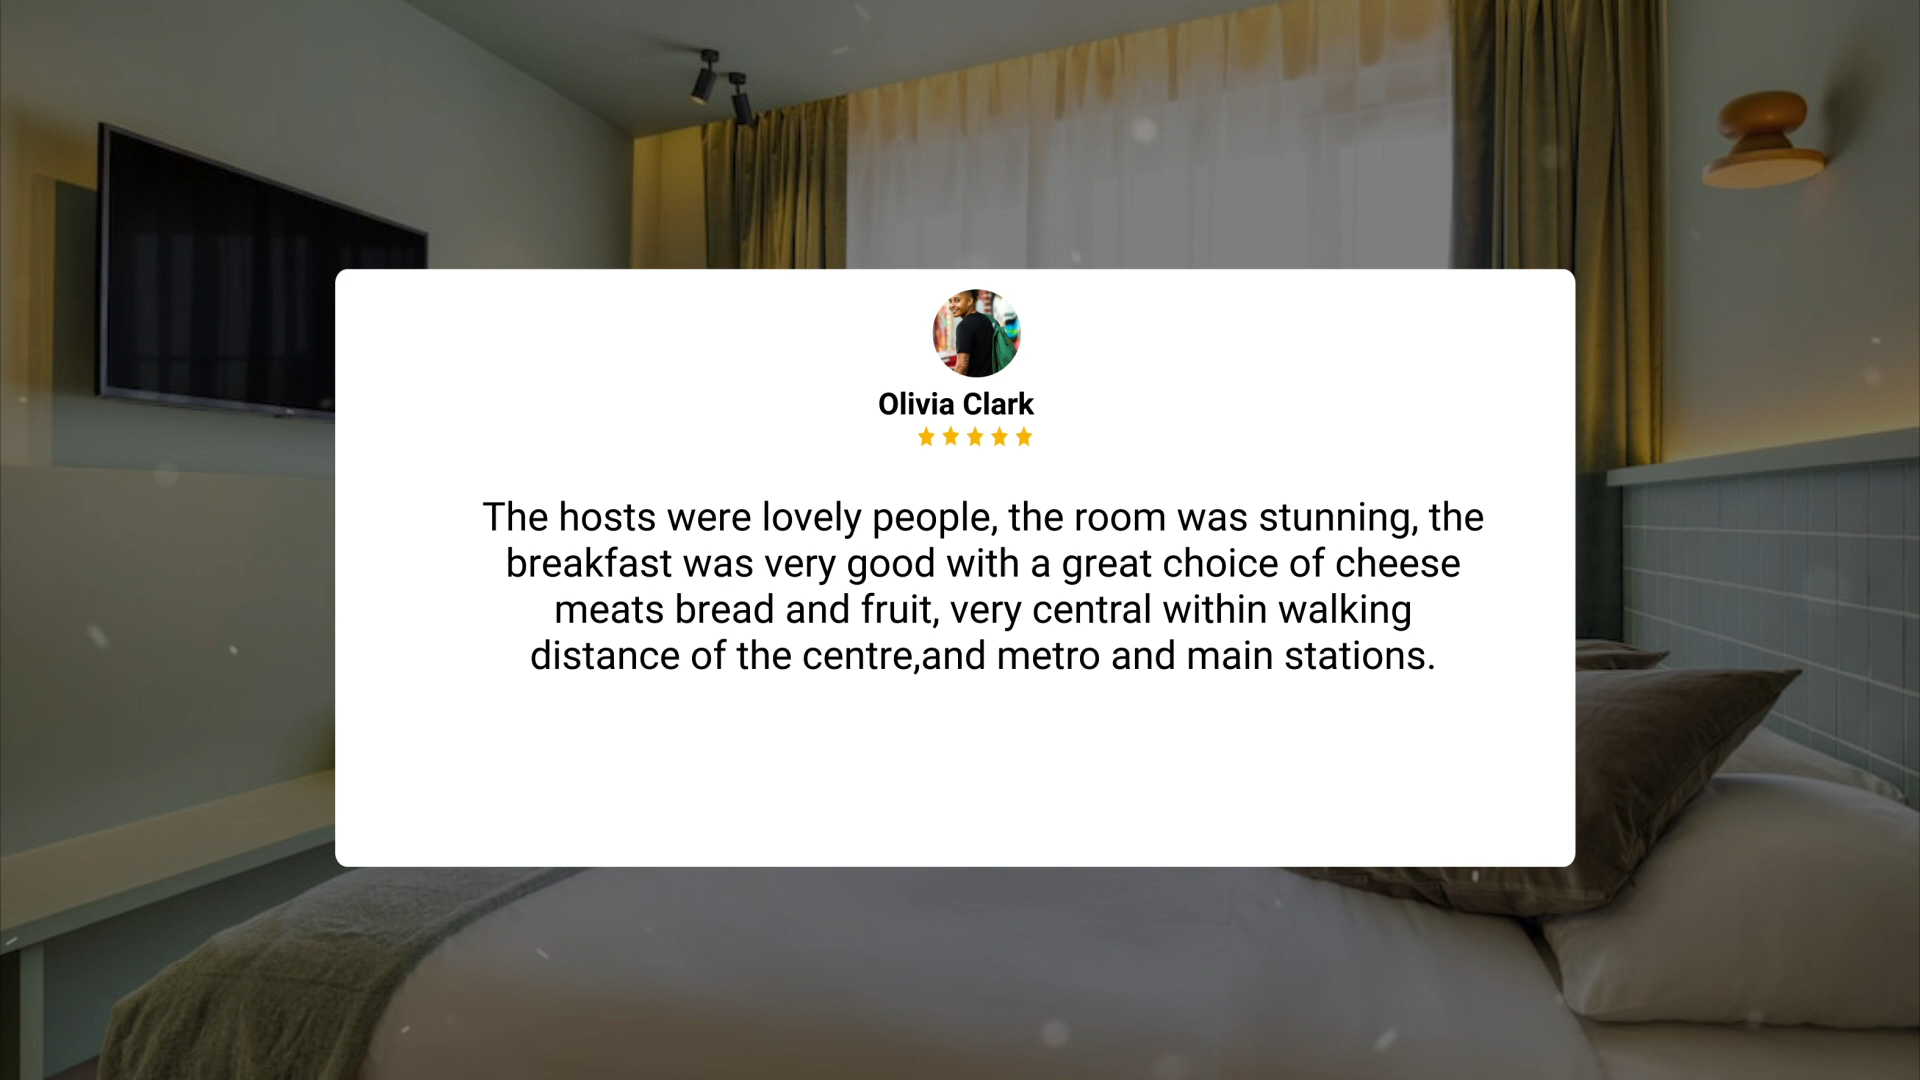 Olivia Clark
The hosts were lovely people, the room was stunning, the
breakfast was very good with a great choice of cheese
meats bread and fruit, very central within walking
distance of the centre,and metro and main stations.